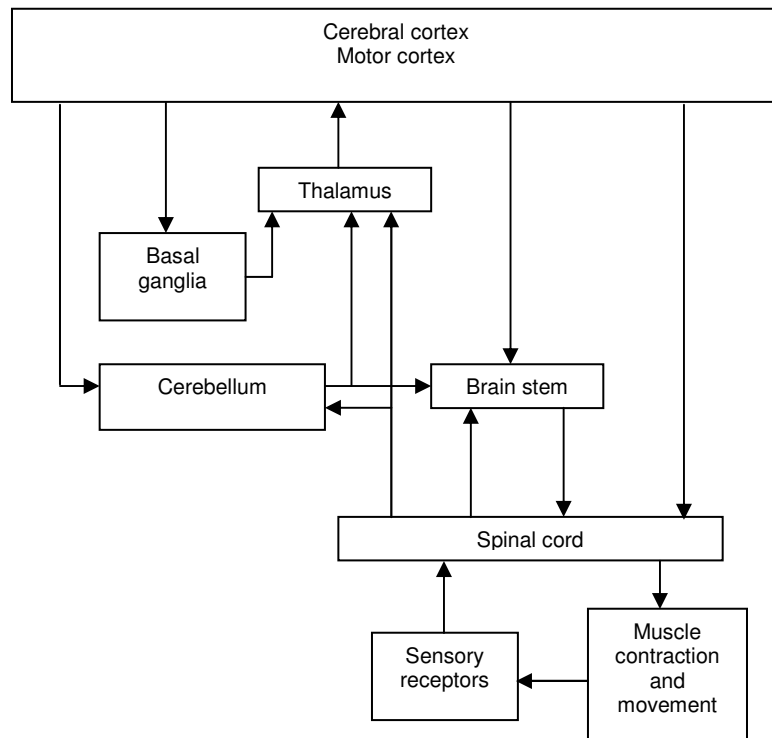 Cerebral cortex
Motor cortex
Thalamus
Basal
ganglia
Cerebellum
Brain stem
Spinal cord
Sensory
receptors
Muscle
contraction
and
movement